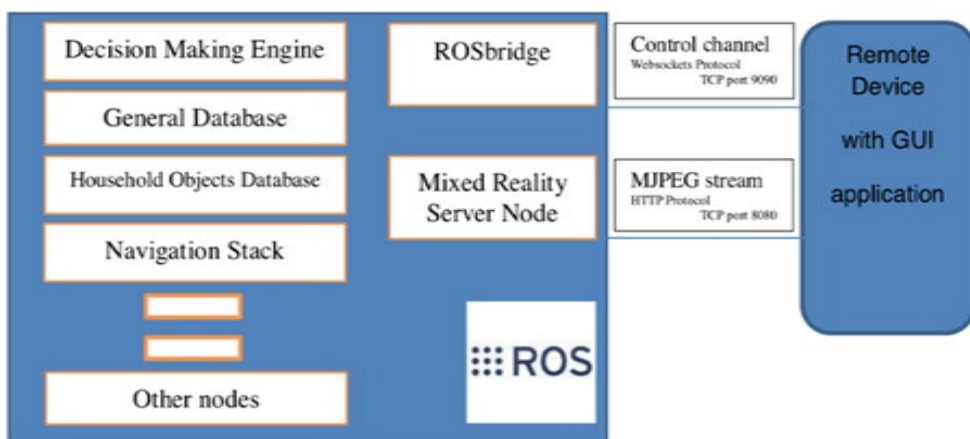 Decision Making Engine
General Database
Household Objects Database
Navigation Stack
Other nodes
ROSbridge
Mixed Reality
Server Node
ROS
Control channel
Websockets Protocol
TCP port 9090
MJPEG stream
HTTP Protocol
TCP port 8080
Remote
Device
with GUI
application